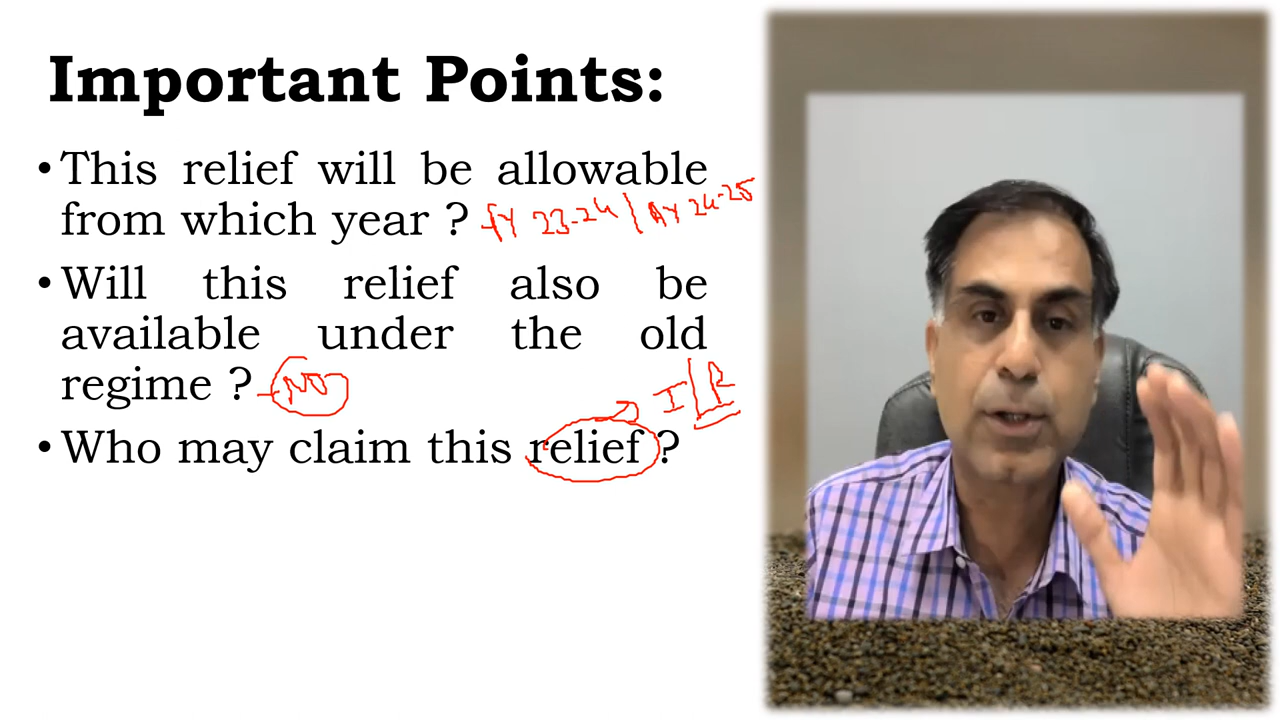 Important Points:
• This relief will be allowable
from which year ? FY 23-24 / AY 24-25
• Will this relief also be
available under the old
regime ? - NO
I/R
• Who may claim this relief ?